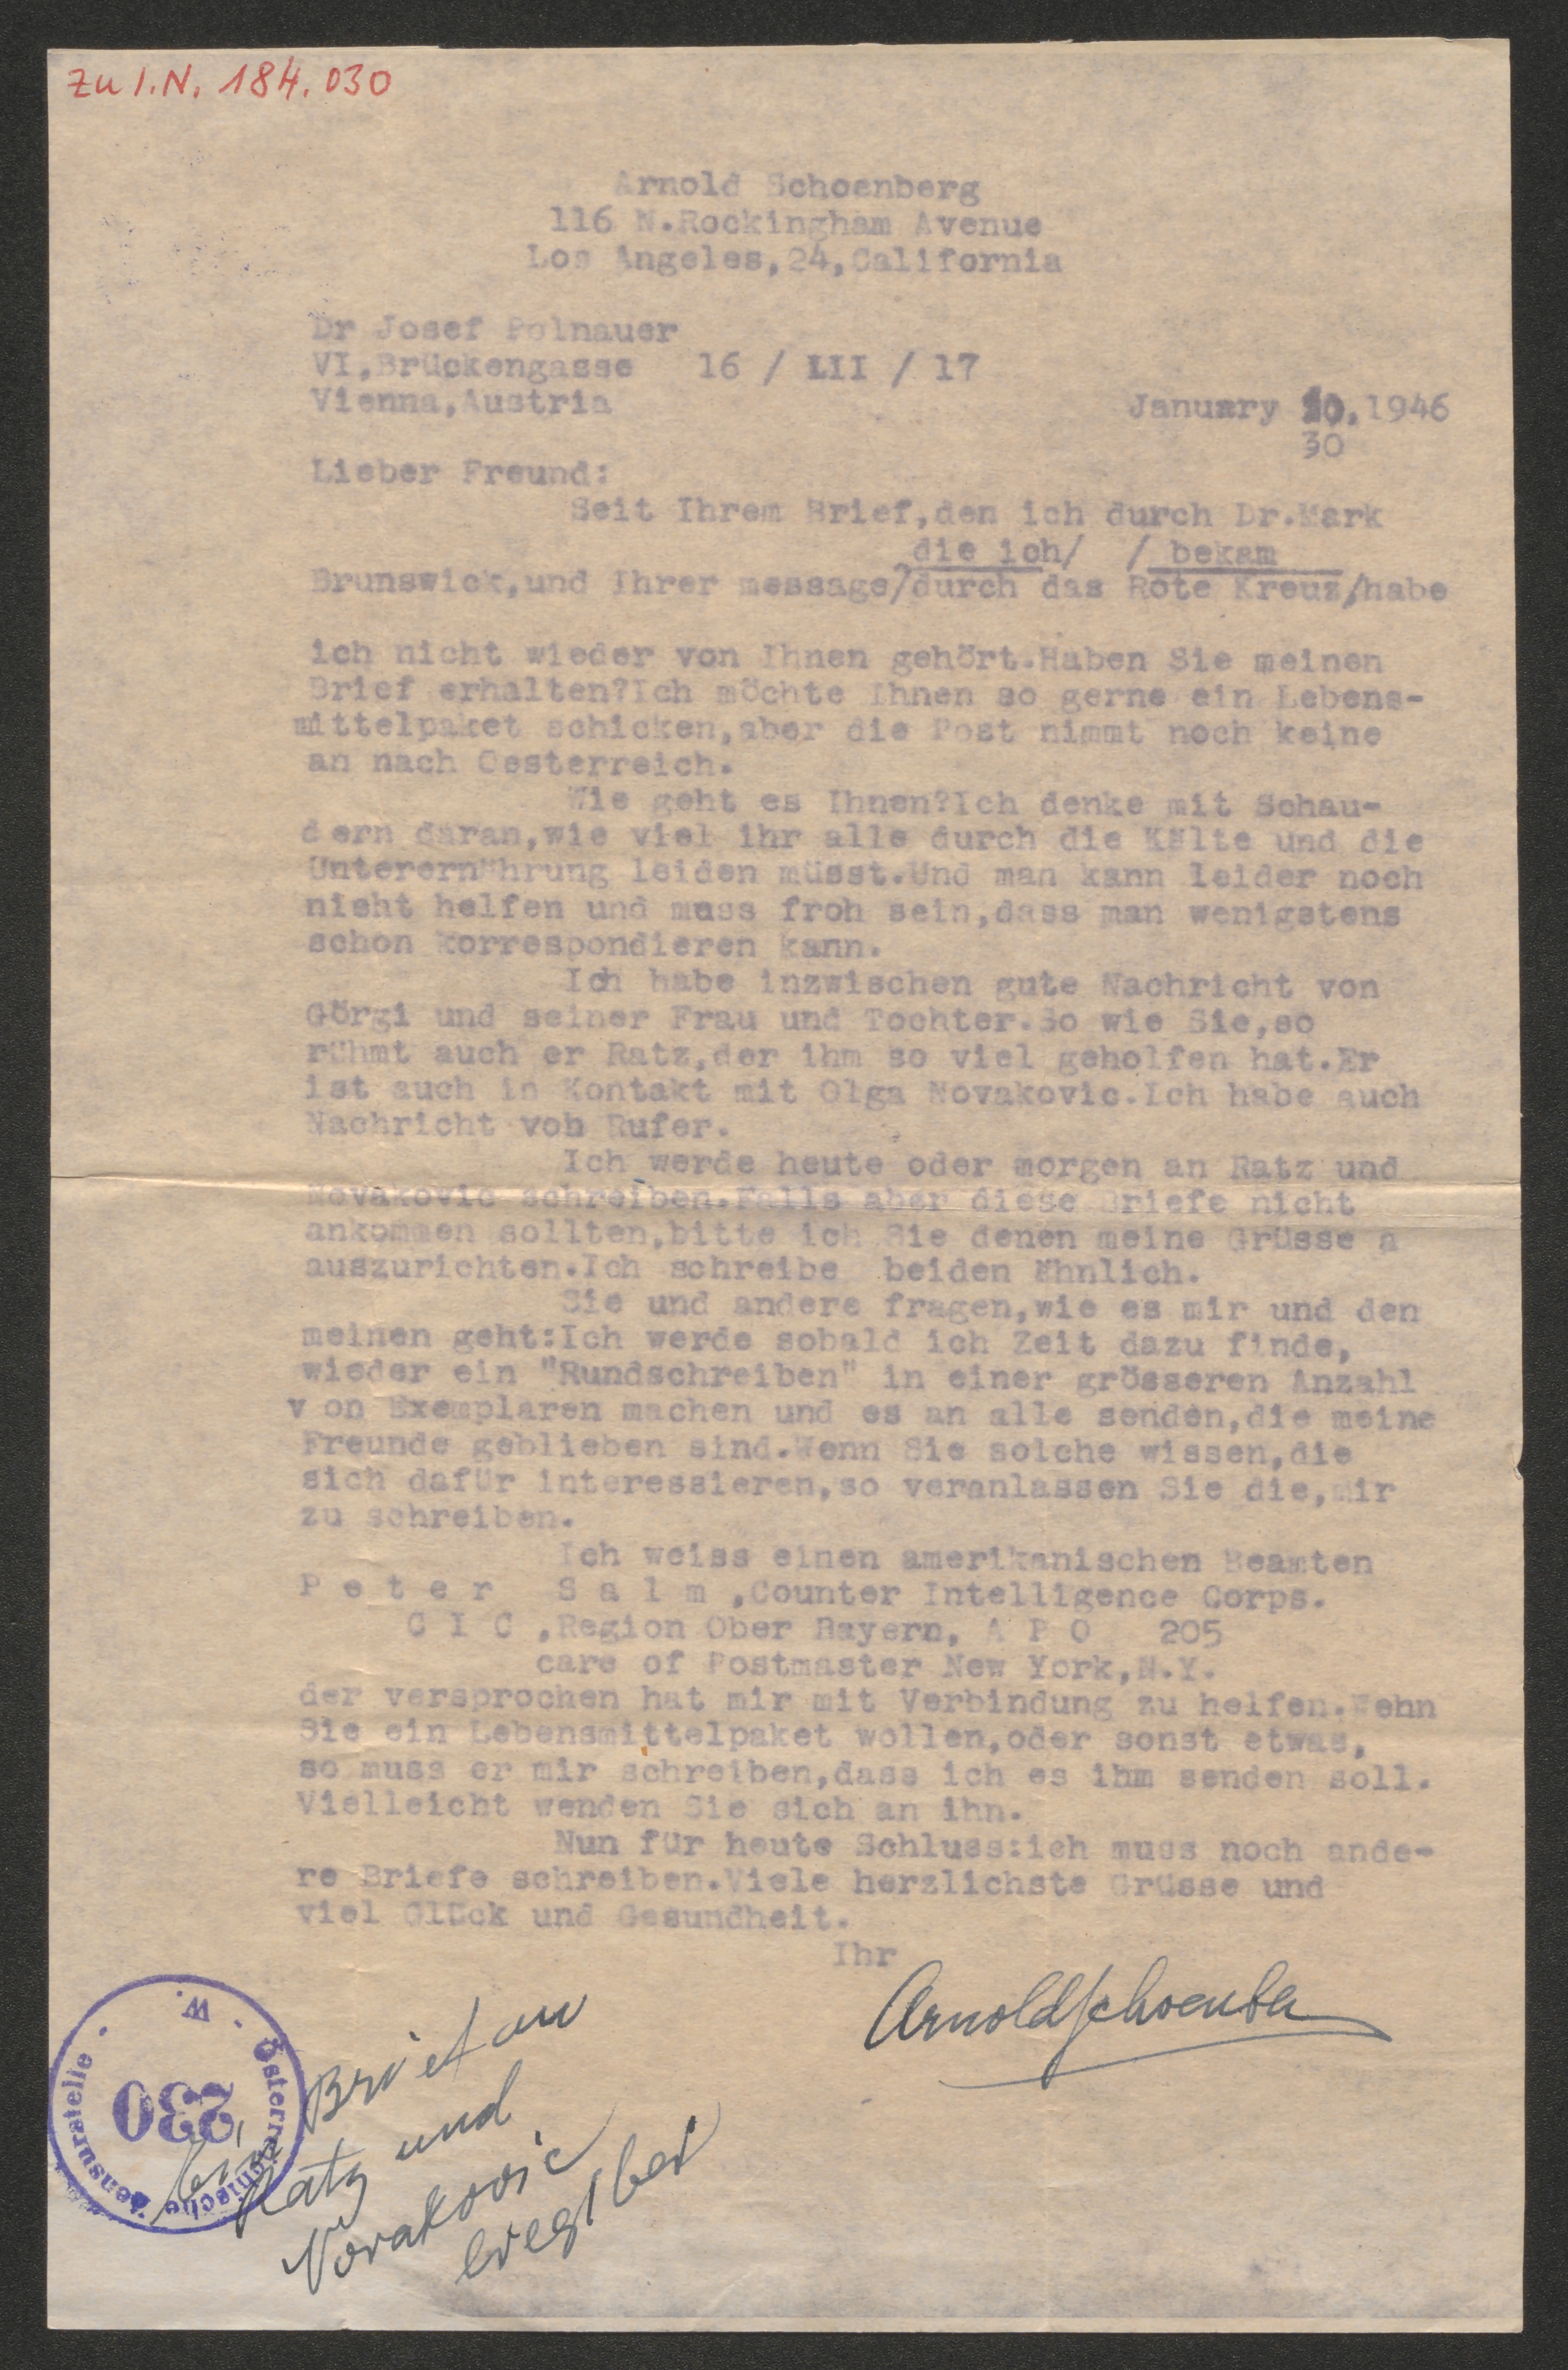 zu I.N. 184.030
Arnold Schoenberg
116 N.Rockingham Avenue
Los Angeles,24,California
Dr Josef Polnauer
VI,Brückengasse 16 / III / 17
Vienna,Austria
January 20,1946
30
Lieber Freund:
Seit Ihrem Brief,den ich durch Dr.Mark
die ich/ / bekam
Brunswick,und Ihrer message/durch das Rote Kreuz,/habe
ich nicht wieder von Ihnen gehört.Haben Sie meinen
Brief erhalten?Ich möchte Ihnen so gerne ein Lebens-
mittelpaket schicken,aber die Post nimmt noch keine
an nach Oesterreich.
Wie geht es Ihnen?Ich denke mit Schau-
dern daran,wie viel ihr alle durch die Kälte und die
Unterernährung leiden müsst.Und man kann leider noch
nicht helfen und muss froh sein,dass man wenigstens
schon korrespondieren kann.
Ich habe inzwischen gute Nachricht von
Görgi und seiner Frau und Tochter.So wie Sie,so
rühmt auch er Ratz,der ihm so viel geholfen hat.Er
ist auch in Kontakt mit Olga Novakovic.Ich habe auch
Nachricht von Rufer.
Ich werde heute oder morgen an Ratz und
Novakovic schreiben.Falls aber diese Briefe nicht
ankommen sollten,bitte ich Sie denen meine Grüsse a
auszurichten.Ich schreibe beiden ähnlich.
Sie und andere fragen,wie es mir und den
meinen geht:Ich werde sobald ich Zeit dazu finde,
wieder ein "Rundschreiben" in einer grösseren Anzahl
v on Exemplaren machen und es an alle senden,die meine
Freunde geblieben sind.Wenn Sie solche wissen,die
sich dafür interessieren,so veranlassen Sie die,mir
zu schreiben.
Ich weiss einen amerikanischen Beamten
P e t e r S a l m ,Counter Intelligence Corps.
C I C ,Region Ober Bayern, A P O 205
care of Postmaster New York,N.Y.
der versprochen hat mir mit Verbindung zu helfen.Wenn
Sie ein Lebensmittelpaket wollen,oder sonst etwas,
so muss er mir schreiben,dass ich es ihm senden soll.
Vielleicht wenden Sie sich an ihn.
Nun für heute Schluss:ich muss noch ande-
re Briefe schreiben.Viele herzlichste Grüsse und
viel Glück und Gesundheit.
Ihr
Arnold Schoenberg
Österreichische Zensurstelle · W. ·
230
Brief an
Ratz und
Novakovic